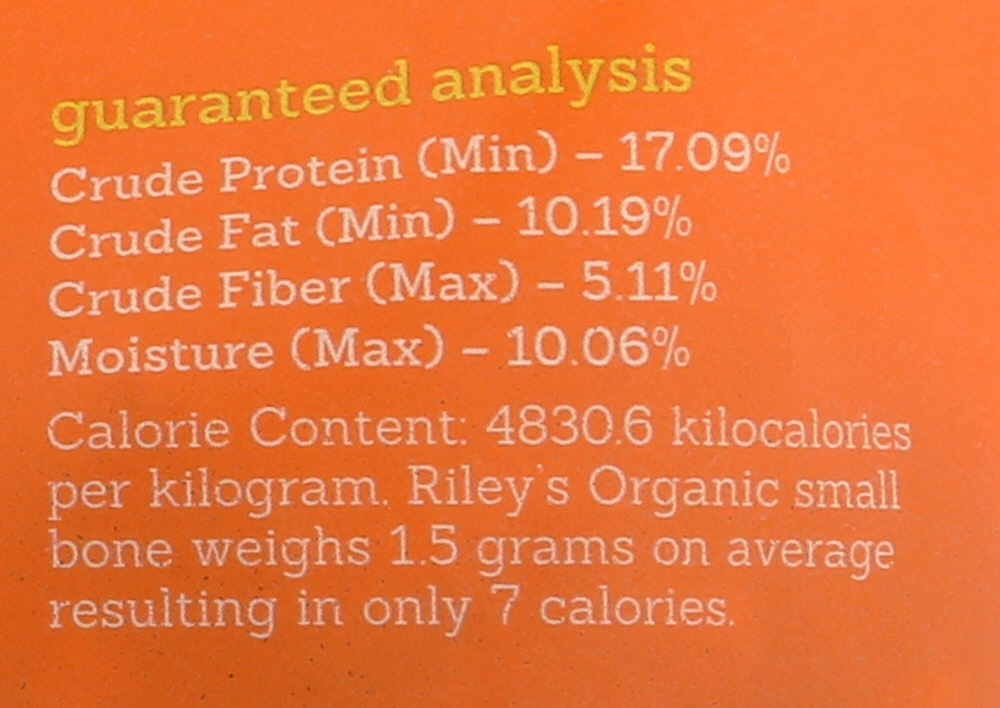 guaranteed analysis
Crude Protein (Min) – 17.09%
Crude Fat (Min) – 10.19%
Crude Fiber (Max) – 5.11%
Moisture (Max) – 10.06%
Calorie Content: 4830.6 kilocalories
per kilogram. Riley's Organic small
bone weighs 1.5 grams on average
resulting in only 7 calories.